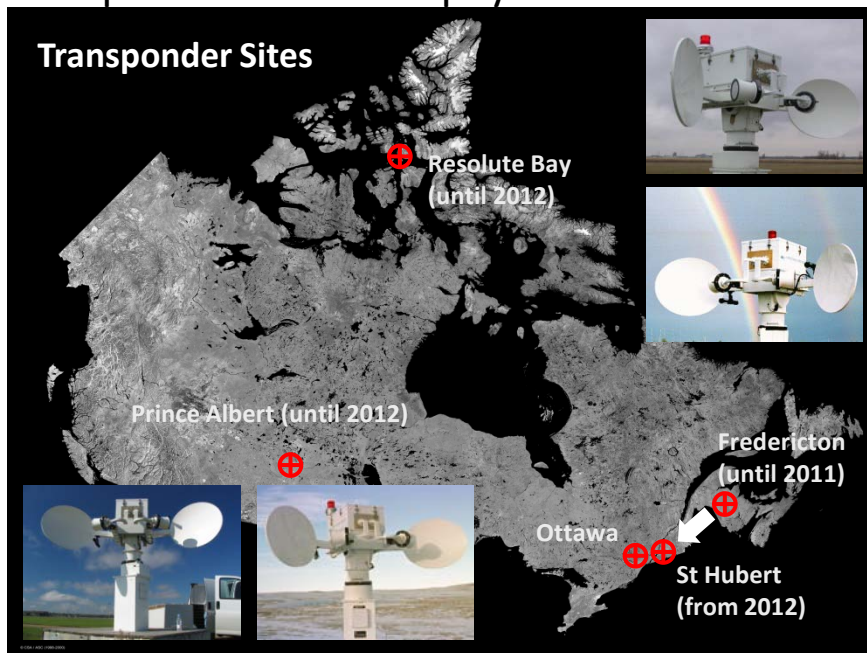 Transponder Sites
Resolute Bay
(until 2012)
Prince Albert (until 2012)
Fredericton
(until 2011)
Ottawa
St Hubert
(from 2012)